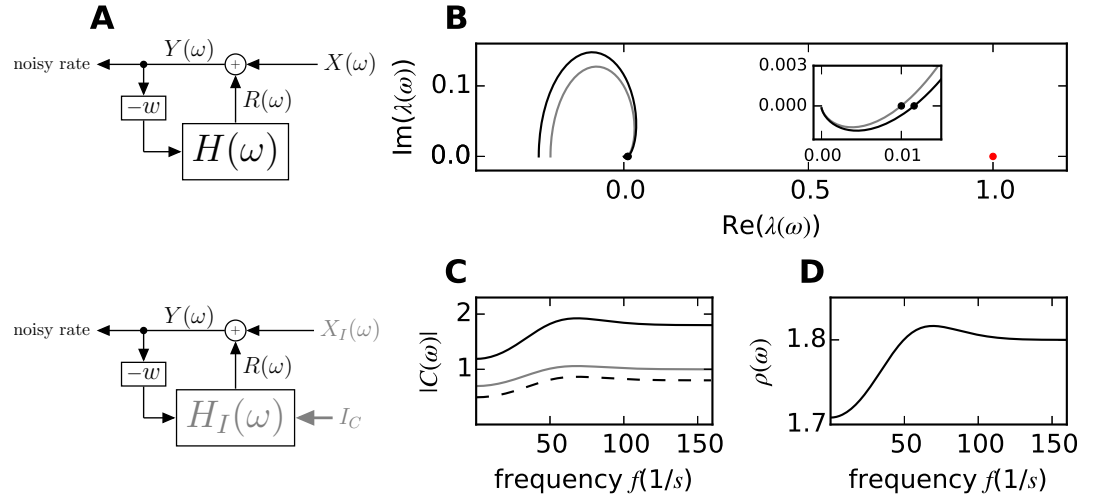 A
Y(ω)
noisy rate
X(ω)
−w
R(ω)
H(ω)
Y(ω)
noisy rate
X_I(ω)
−w
R(ω)
H_I(ω)
I_C
B
Im(λ(ω))
0.1
0.0
0.003
0.000
0.00 0.01
0.0 0.5 1.0
Re(λ(ω))
C
|C(ω)|
2
1
50 100 150
frequency f(1/s)
D
ρ(ω)
1.8
1.7
50 100 150
frequency f(1/s)